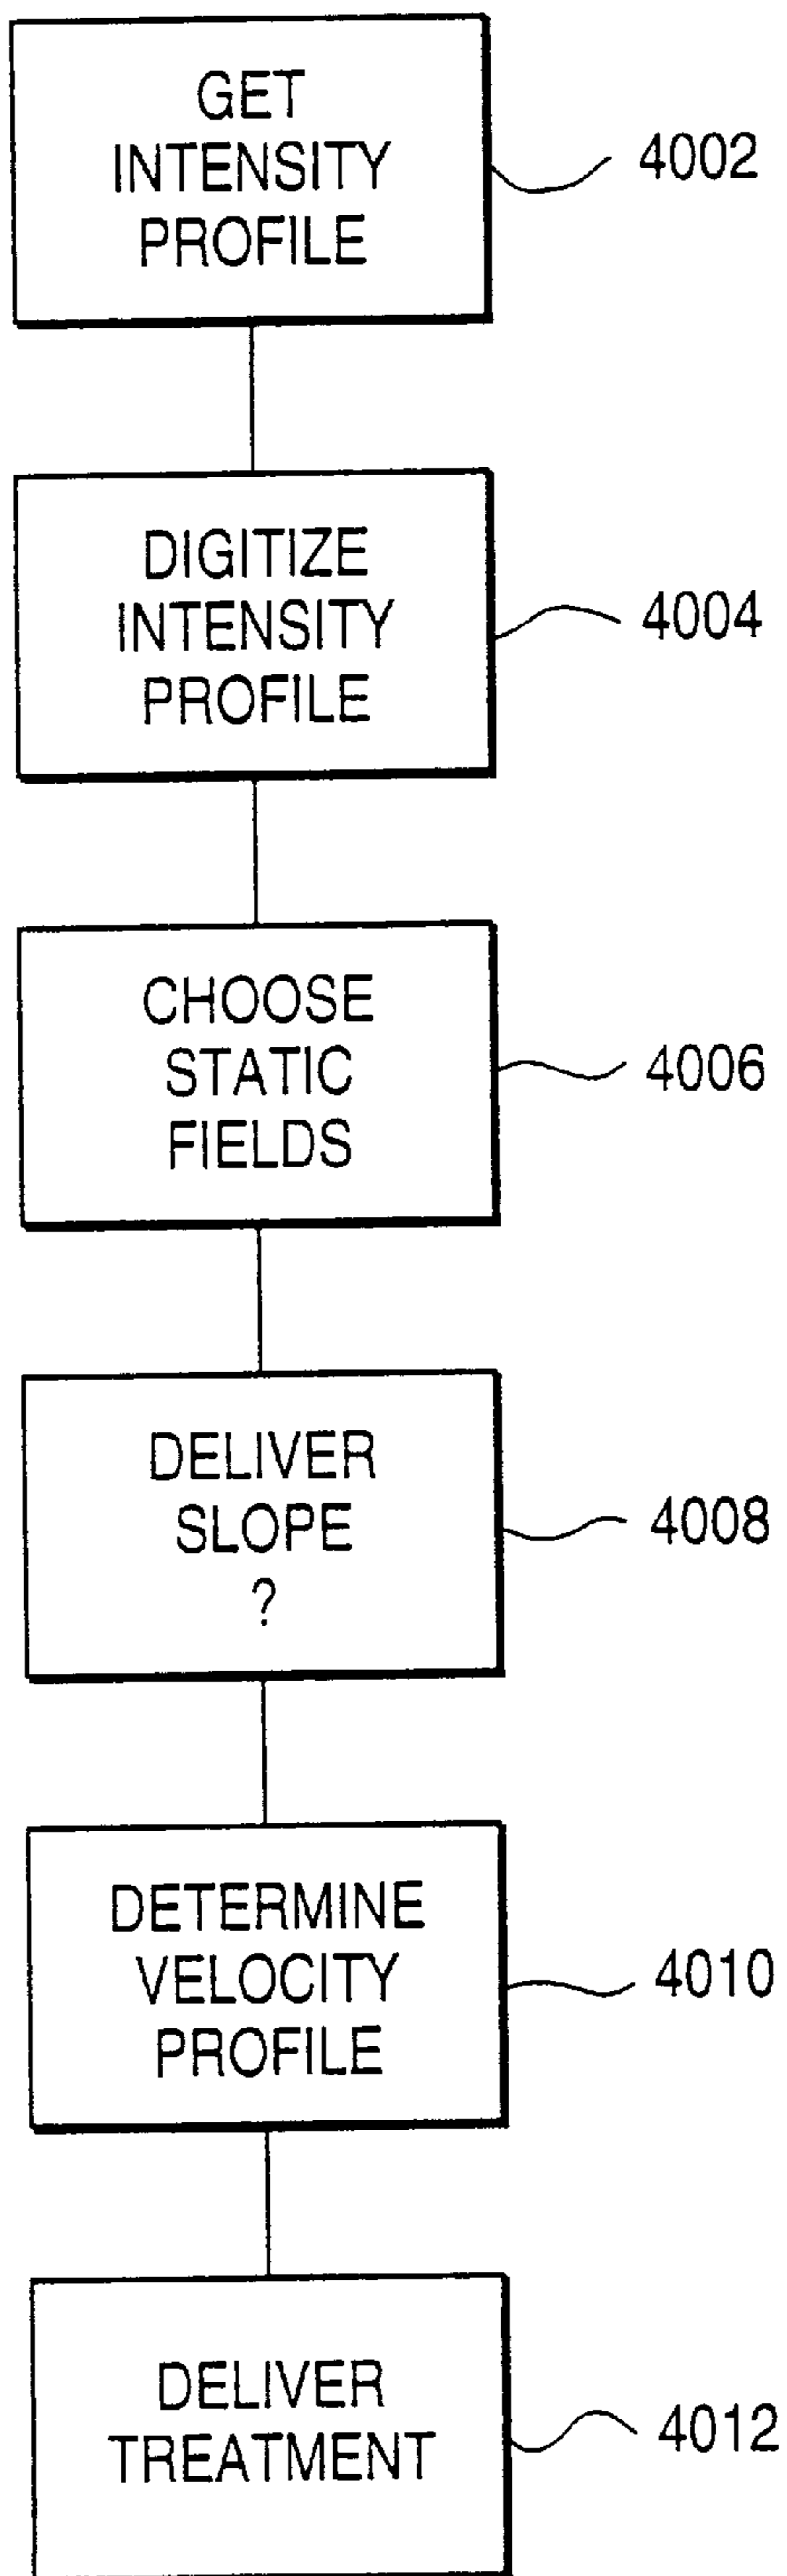 GET
INTENSITY
PROFILE
4002
DIGITIZE
INTENSITY
PROFILE
4004
CHOOSE
STATIC
FIELDS
4006
DELIVER
SLOPE
?
4008
DETERMINE
VELOCITY
PROFILE
4010
DELIVER
TREATMENT
4012